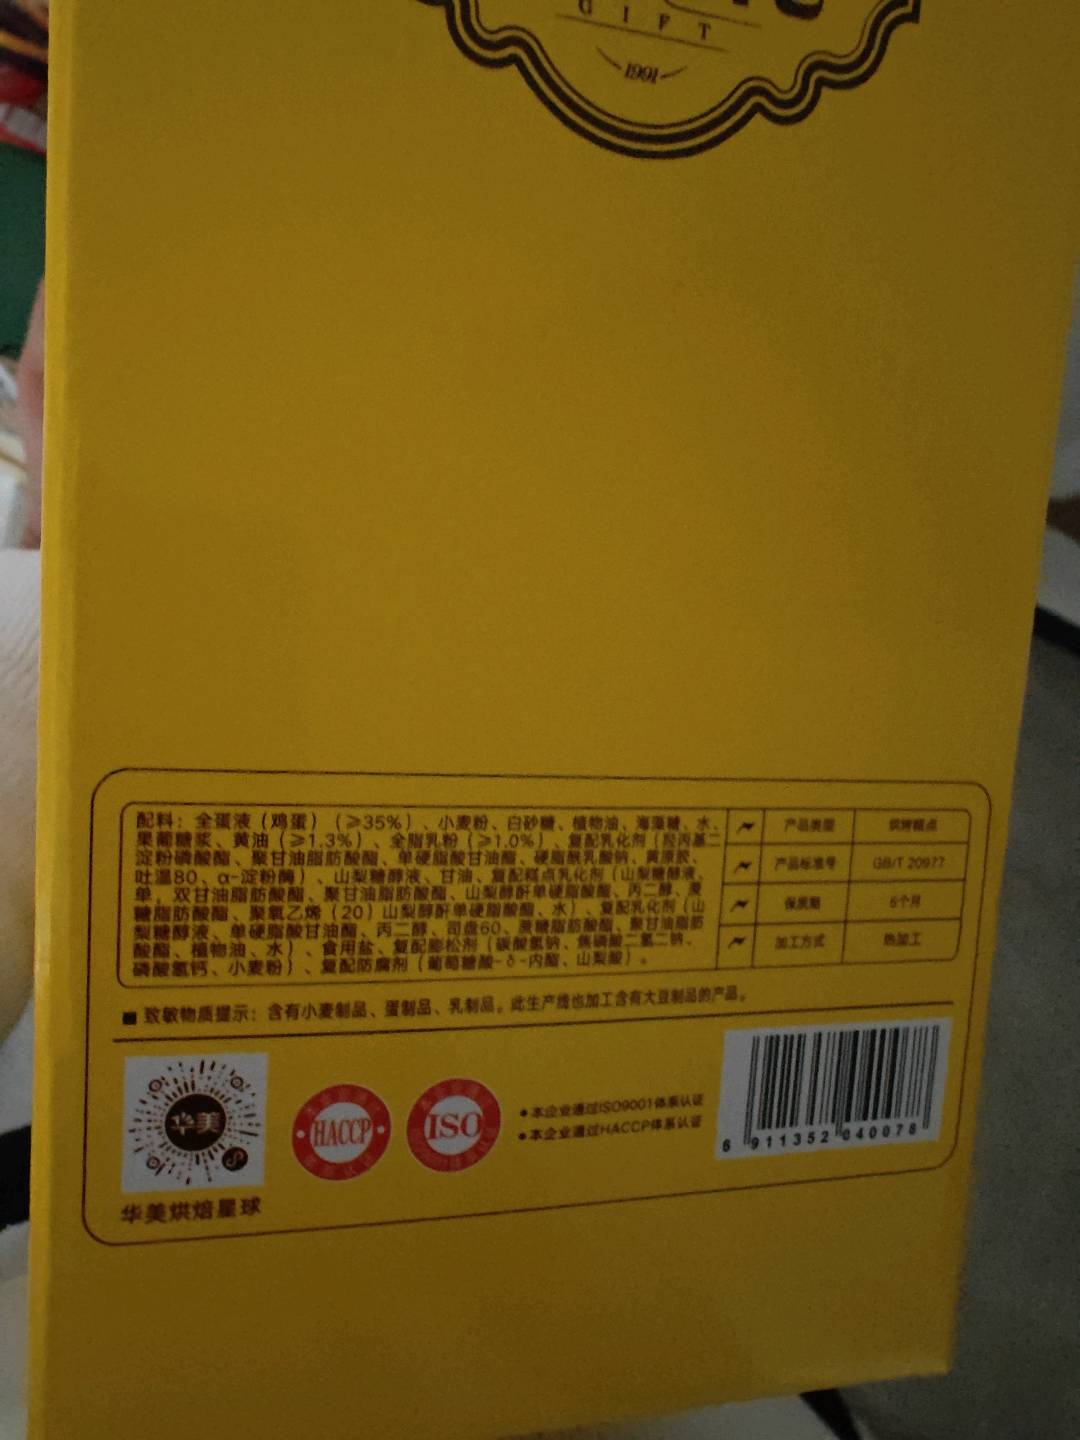 GIFT
1991
配料：全蛋液（鸡蛋）（≥35%）、小麦粉、白砂糖、植物油、海藻糖、水、
果葡糖浆、黄油（≥1.3%）、全脂乳粉（≥1.0%）、复配乳化剂（羟丙基二
淀粉磷酸酯、聚甘油脂肪酸酯、单硬脂酸甘油酯、硬脂酰乳酸钠、黄原胶、
吐温80、α-淀粉酶）、山梨糖醇液、甘油、复配糕点乳化剂（山梨糖醇液、
单，双甘油脂肪酸酯、聚甘油脂肪酸酯、山梨醇酐单硬脂酸酯、丙二醇、蔗
糖脂肪酸酯、聚氧乙烯（20）山梨醇酐单硬脂酸酯、水）、复配乳化剂（山
梨糖醇液、单硬脂酸甘油酯、丙二醇、司盘60、蔗糖脂肪酸酯、聚甘油脂肪
酸酯、植物油、水）、食用盐、复配膨松剂（碳酸氢钠、焦磷酸二氢二钠、
磷酸氢钙、小麦粉）、复配防腐剂（葡萄糖酸-δ-内酯、山梨酸）。
产品类型 烘烤糕点
产品标准号 GB/T 20977
保质期 6个月
加工方式 热加工
■ 致敏物质提示：含有小麦制品、蛋制品、乳制品。此生产线也加工含有大豆制品的产品。
华美
华美烘焙星球
HACCP
ISO
●本企业通过ISO9001体系认证
●本企业通过HACCP体系认证
6 911352 040078